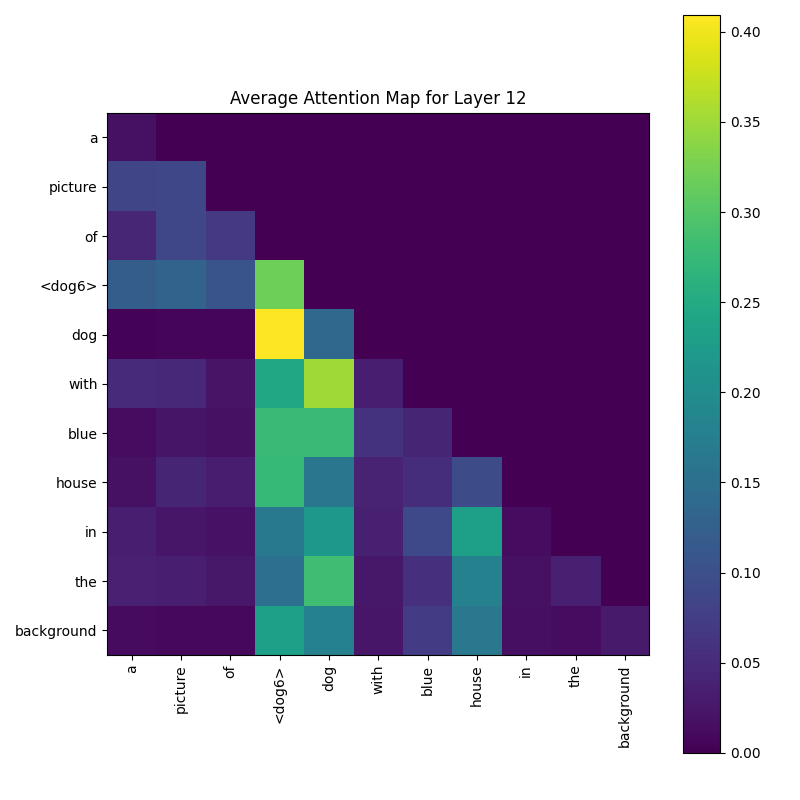 Average Attention Map for Layer 12
a
picture
of
<dog6>
dog
with
blue
house
in
the
background
a
picture
of
<dog6>
dog
with
blue
house
in
the
background
0.40
0.35
0.30
0.25
0.20
0.15
0.10
0.05
0.00